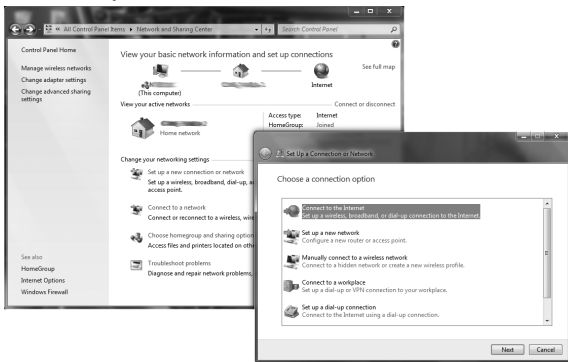 All Control Panel Items ▸ Network and Sharing Center
Search Control Panel
Control Panel Home
Manage wireless networks
Change adapter settings
Change advanced sharing
settings
See also
HomeGroup
Internet Options
Windows Firewall
View your basic network information and set up connections
See full map
(This computer)
Internet
View your active networks
Connect or disconnect
Home network
Access type: Internet
HomeGroup: Joined
Change your networking settings
Set up a new connection or network
Set up a wireless, broadband, dial-up, a
access point.
Connect to a network
Connect or reconnect to a wireless, wire
Choose homegroup and sharing option
Access files and printers located on othe
Troubleshoot problems
Diagnose and repair network problems,
Set Up a Connection or Network
Choose a connection option
Connect to the Internet
Set up a wireless, broadband, or dial-up connection to the Internet.
Set up a new network
Configure a new router or access point.
Manually connect to a wireless network
Connect to a hidden network or create a new wireless profile.
Connect to a workplace
Set up a dial-up or VPN connection to your workplace.
Set up a dial-up connection
Connect to the Internet using a dial-up connection.
Next
Cancel